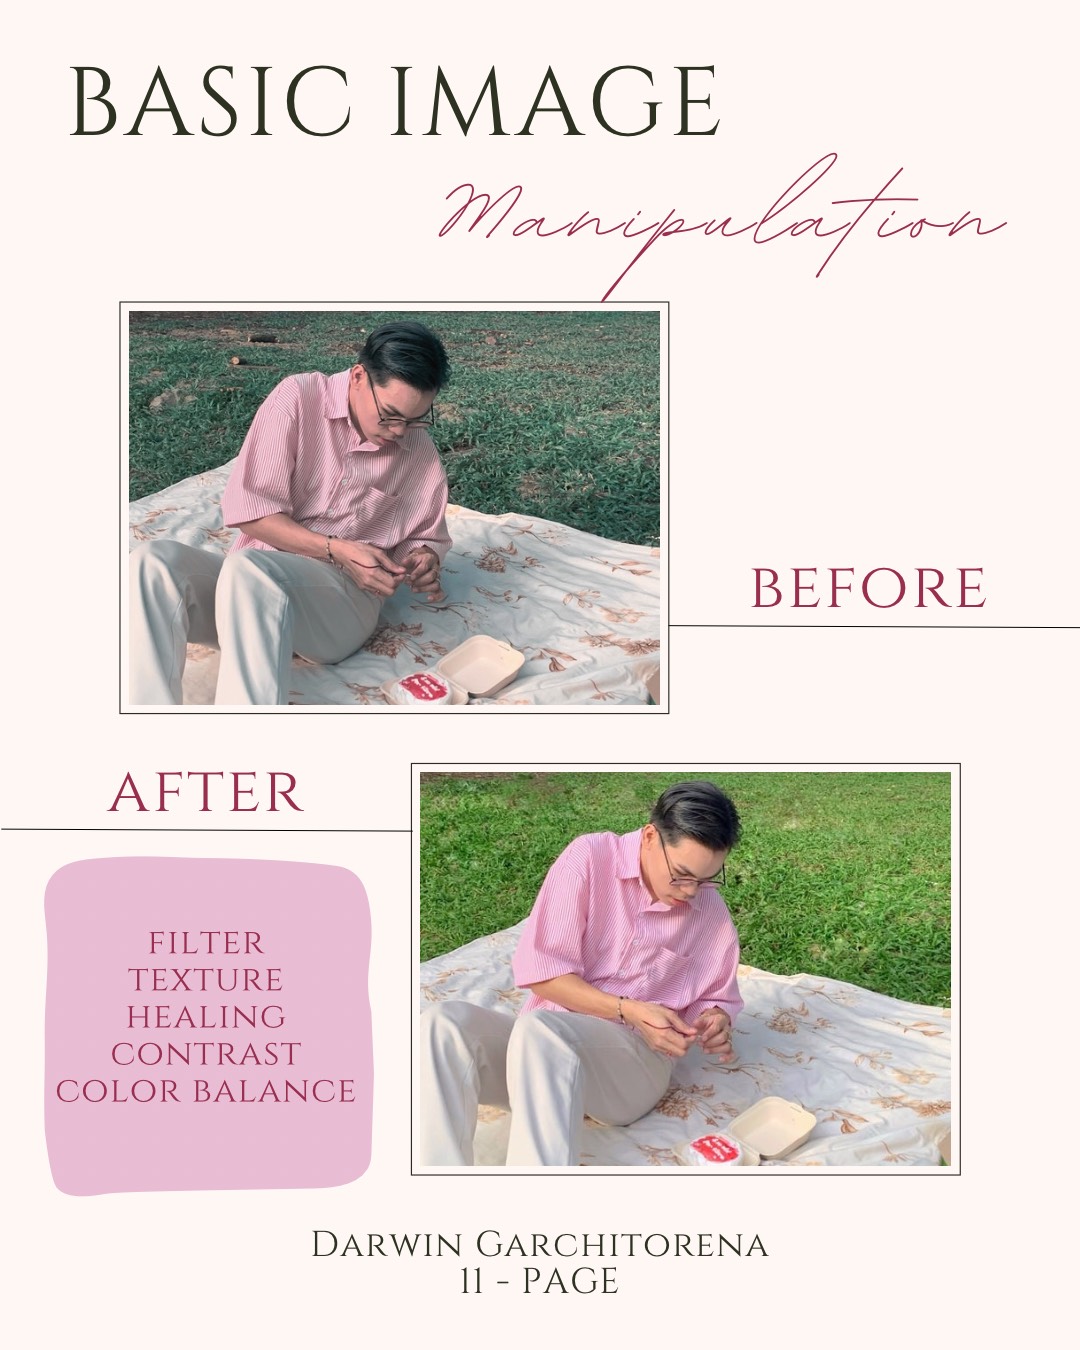 BASIC IMAGE
Manipulation
BEFORE
AFTER
FILTER
TEXTURE
HEALING
CONTRAST
COLOR BALANCE
DARWIN GARCHITORENA
11 - PAGE